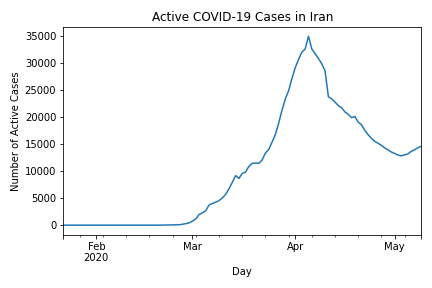 Active COVID-19 Cases in Iran
Number of Active Cases
35000
30000
25000
20000
15000
10000
5000
0
Feb
2020
Mar
Apr
May
Day